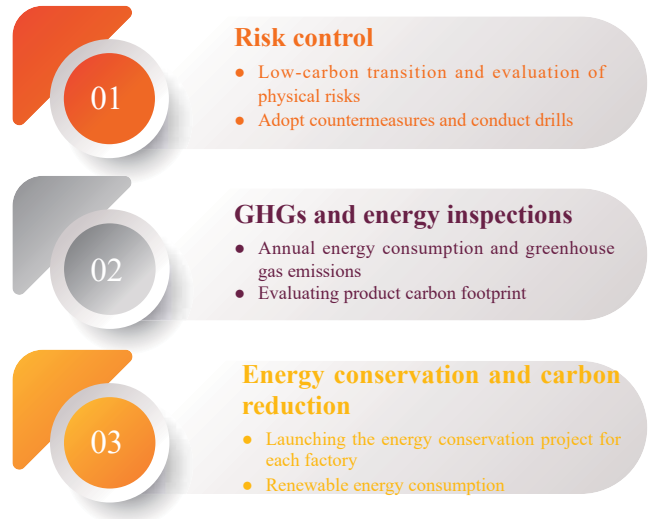 01
Risk control
● Low-carbon transition and evaluation of
physical risks
● Adopt countermeasures and conduct drills
02
GHGs and energy inspections
● Annual energy consumption and greenhouse
gas emissions
● Evaluating product carbon footprint
03
Energy conservation and carbon
reduction
● Launching the energy conservation project for
each factory
● Renewable energy consumption